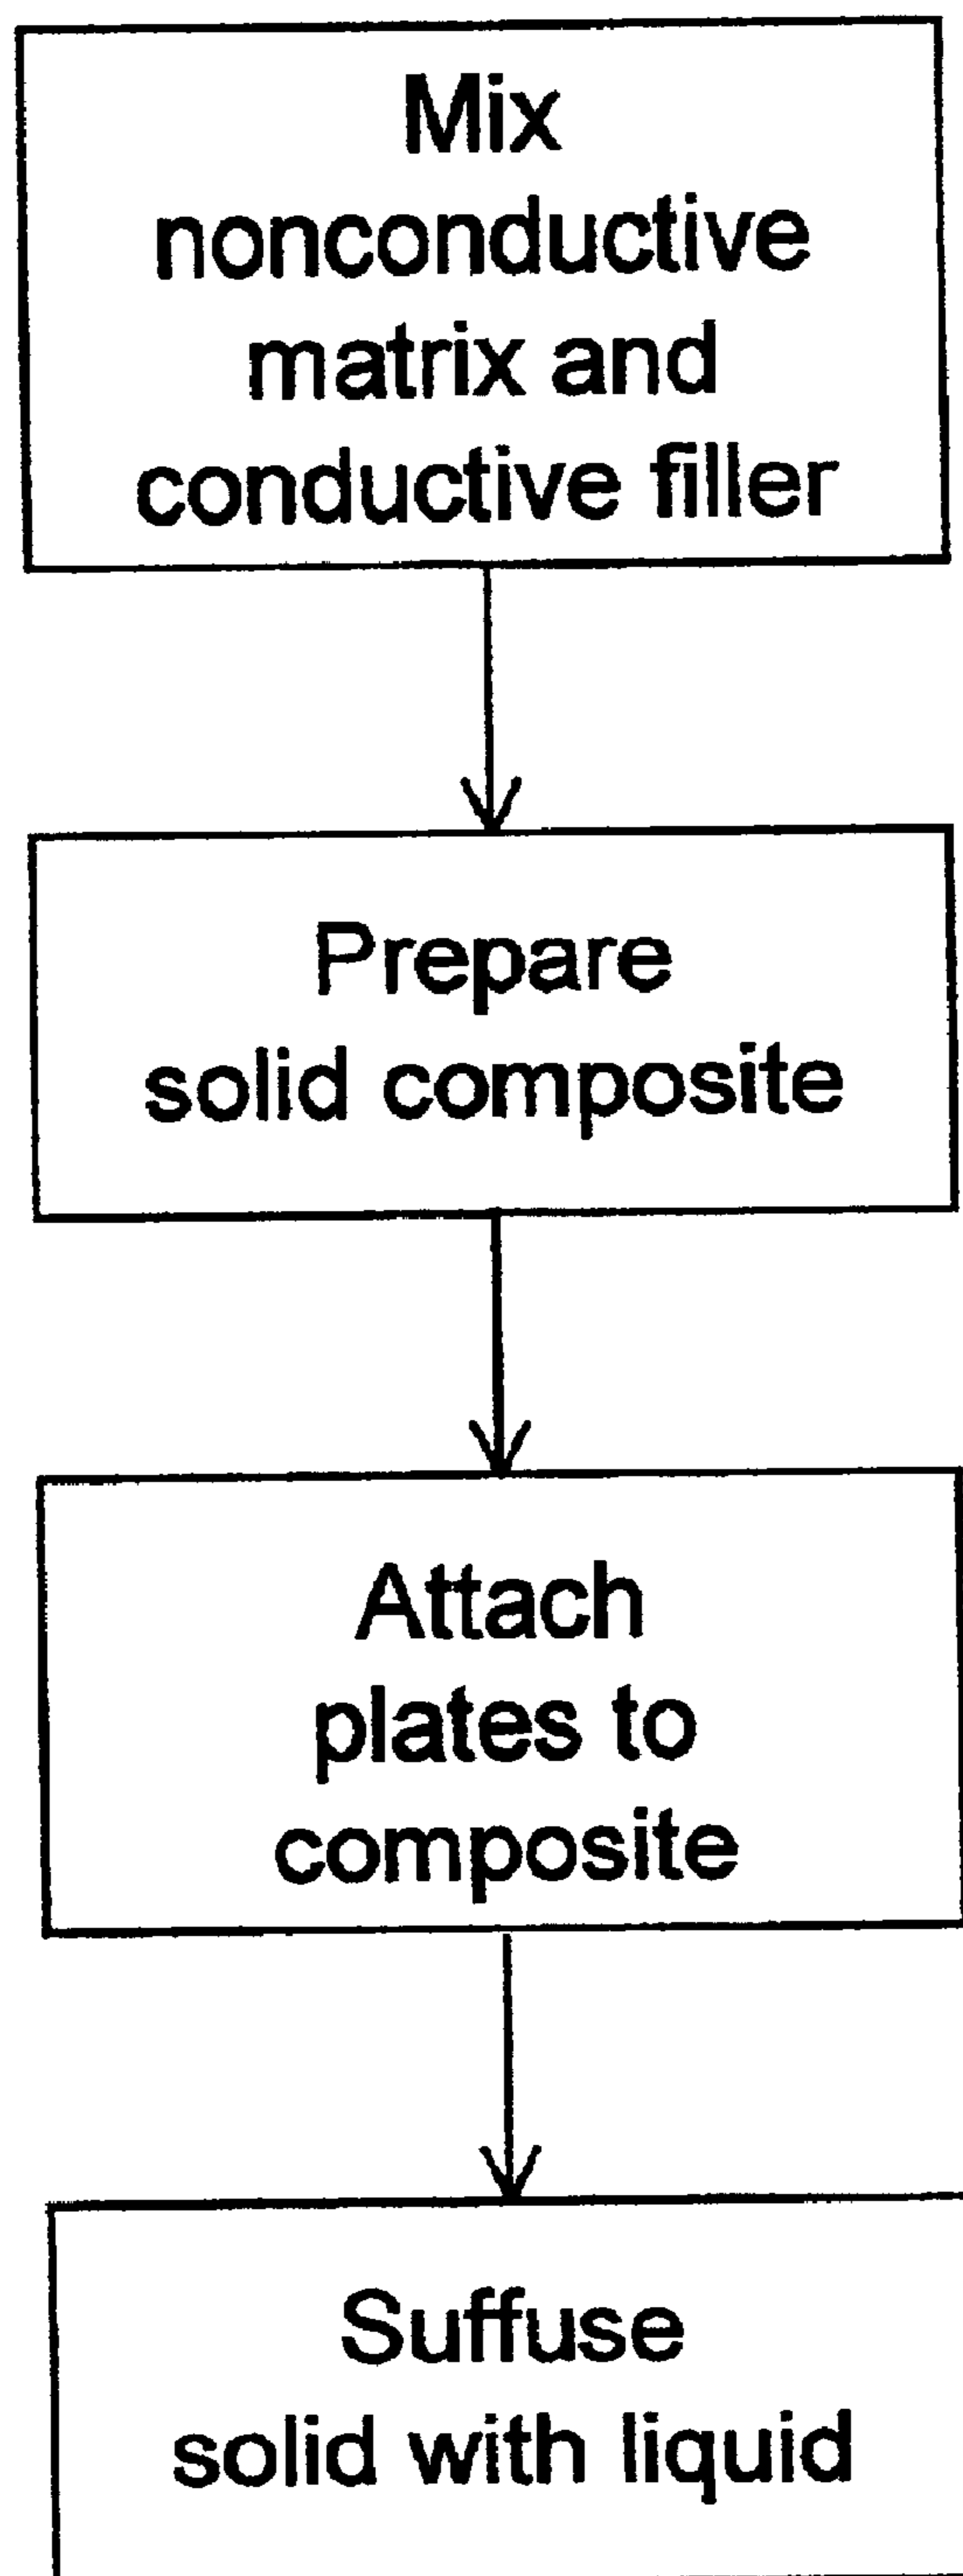 Mix
nonconductive
matrix and
conductive filler
Prepare
solid composite
Attach
plates to
composite
Suffuse
solid with liquid